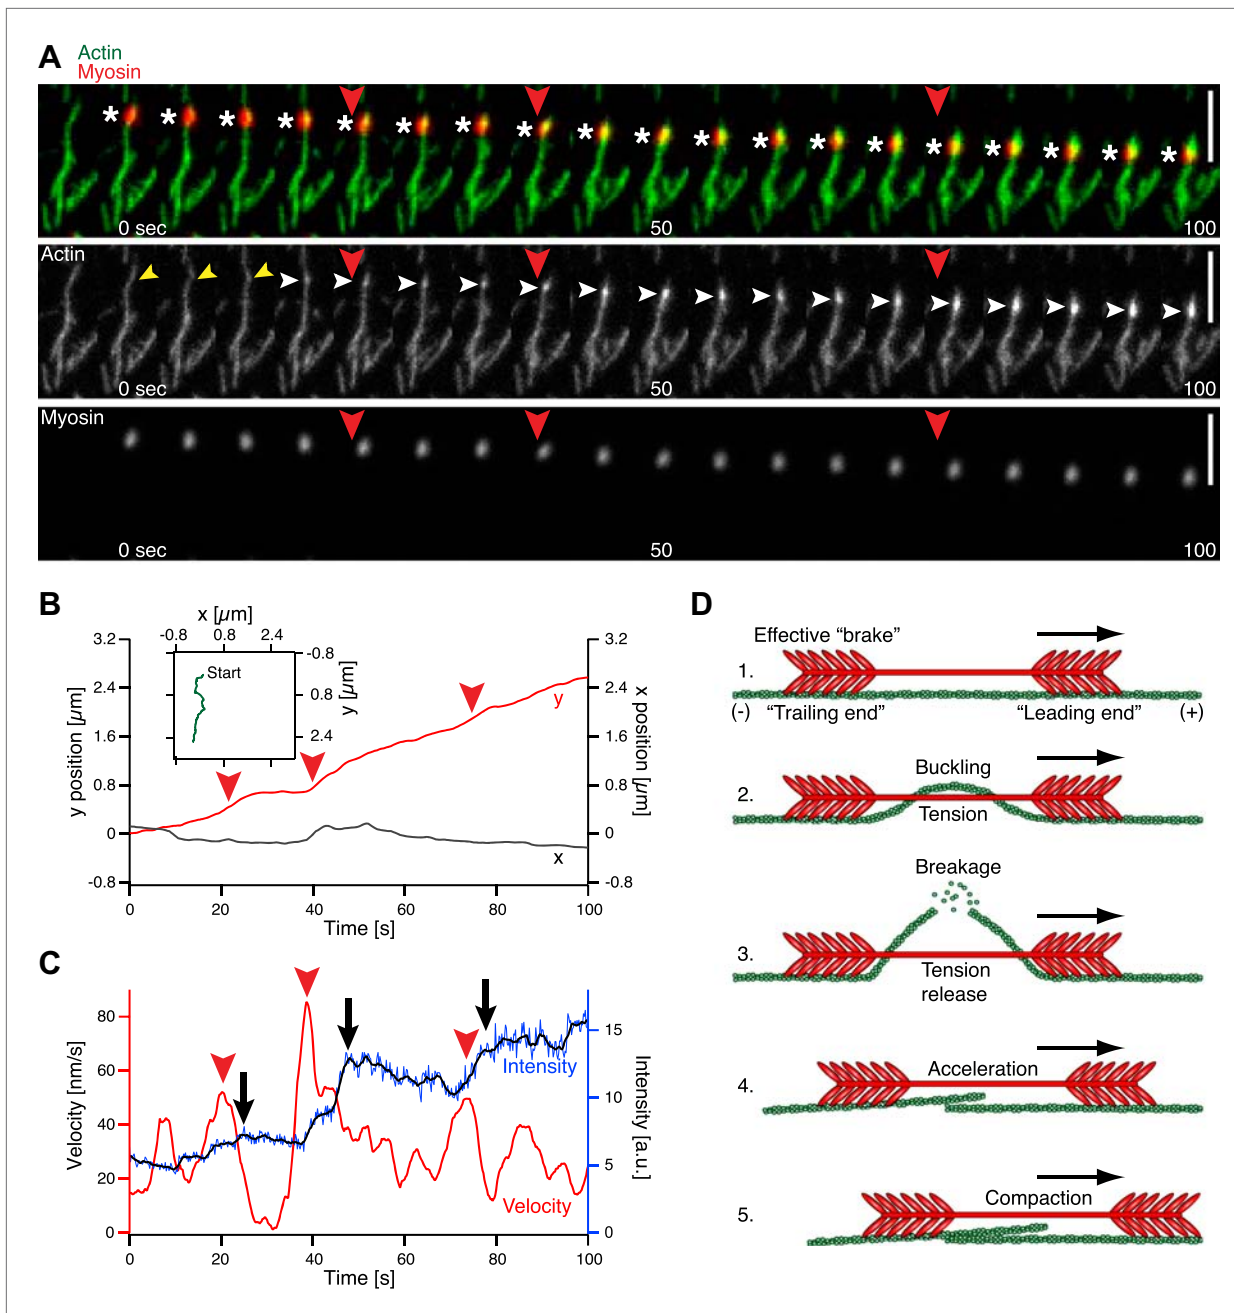 A
Actin
Myosin
* * * * * * * * * * * * * * * * * * *
0 sec 50 100
Actin
0 sec 50 100
Myosin
0 sec 50 100
B
x [µm]
-0.8 0.8 2.4
Start
-0.8
0.8
2.4
y [µm]
3.2
2.4
1.6
0.8
0
-0.8
y position [µm]
y
x
3.2
2.4
1.6
0.8
0
-0.8
x position [µm]
0 20 40 60 80 100
Time [s]
C
80
60
40
20
0
Velocity [nm/s]
Intensity
Velocity
15
10
5
0
Intensity [a.u.]
0 20 40 60 80 100
Time [s]
D
Effective “brake”
1.
(-) “Trailing end” “Leading end” (+)
Buckling
2.
Tension
Breakage
3.
Tension
release
4.
Acceleration
5.
Compaction